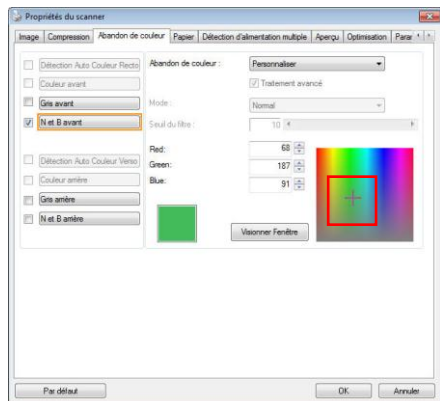 Propriétés du scanner
Image Compression Abandon de couleur Papier Détection d'alimentation multiple Aperçu Optimisation Parar
Détection Auto Couleur Recto
Couleur avant
Gris avant
N et B avant
Détection Auto Couleur Verso
Couleur arrière
Gris arrière
N et B arrière
Abandon de couleur : Personnaliser
Traitement avancé
Mode : Normal
Seuil du filtre : 10
Red: 68
Green: 187
Blue: 91
Visionner Fenêtre
Par défaut OK Annuler